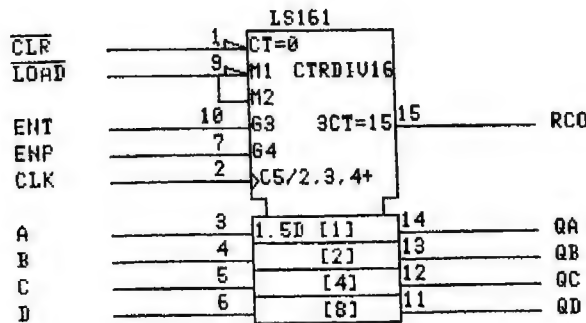 LS161
CLR 1 CT=0
LOAD 9 M1 CTRDIV16
M2
ENT 10 G3 3CT=15 15 RCO
ENP 7 G4
CLK 2 C5/2,3,4+
A 3 1.5D [1] 14 QA
B 4 [2] 13 QB
C 5 [4] 12 QC
D 6 [8] 11 QD